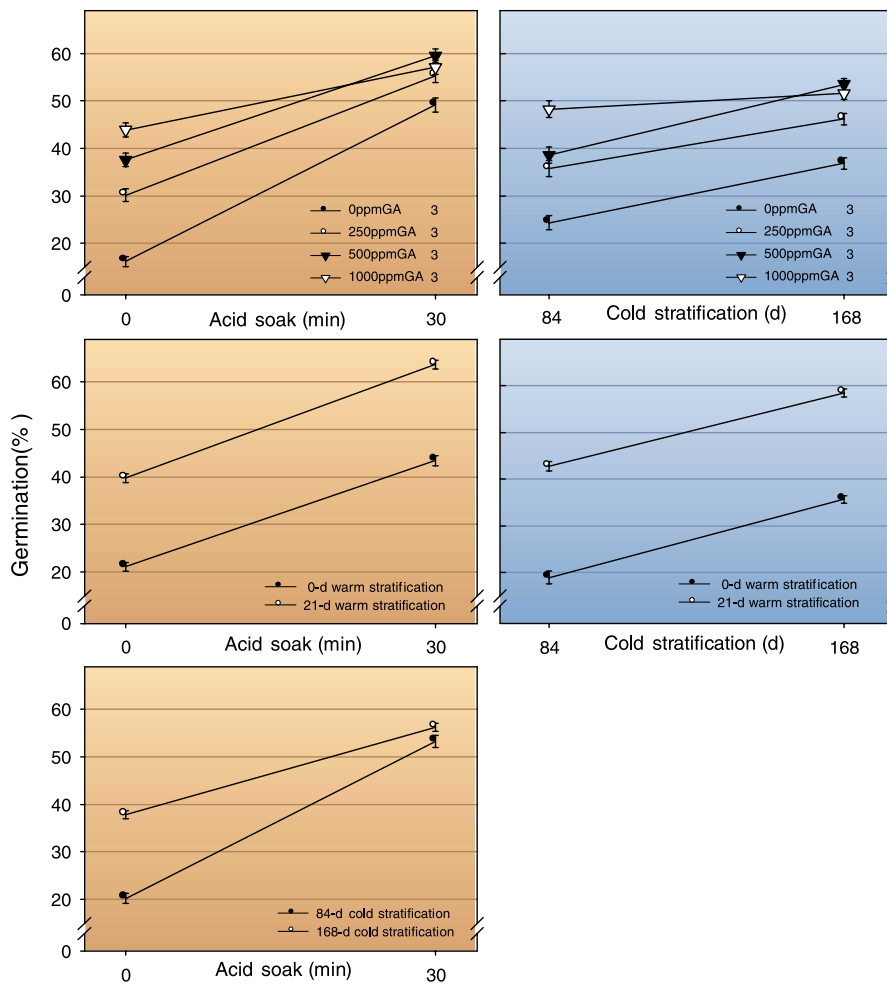 Germination(% )
60
50
40
30
20
0
0ppmGA 3
250ppmGA 3
500ppmGA 3
1000ppmGA 3
0 30
Acid soak (min)
0ppmGA 3
250ppmGA 3
500ppmGA 3
1000ppmGA 3
84 168
Cold stratification (d)
60
50
40
30
20
0
0-d warm stratification
21-d warm stratification
0 30
Acid soak (min)
0-d warm stratification
21-d warm stratification
84 168
Cold stratification (d)
60
50
40
30
20
0
84-d cold stratification
168-d cold stratification
0 30
Acid soak (min)